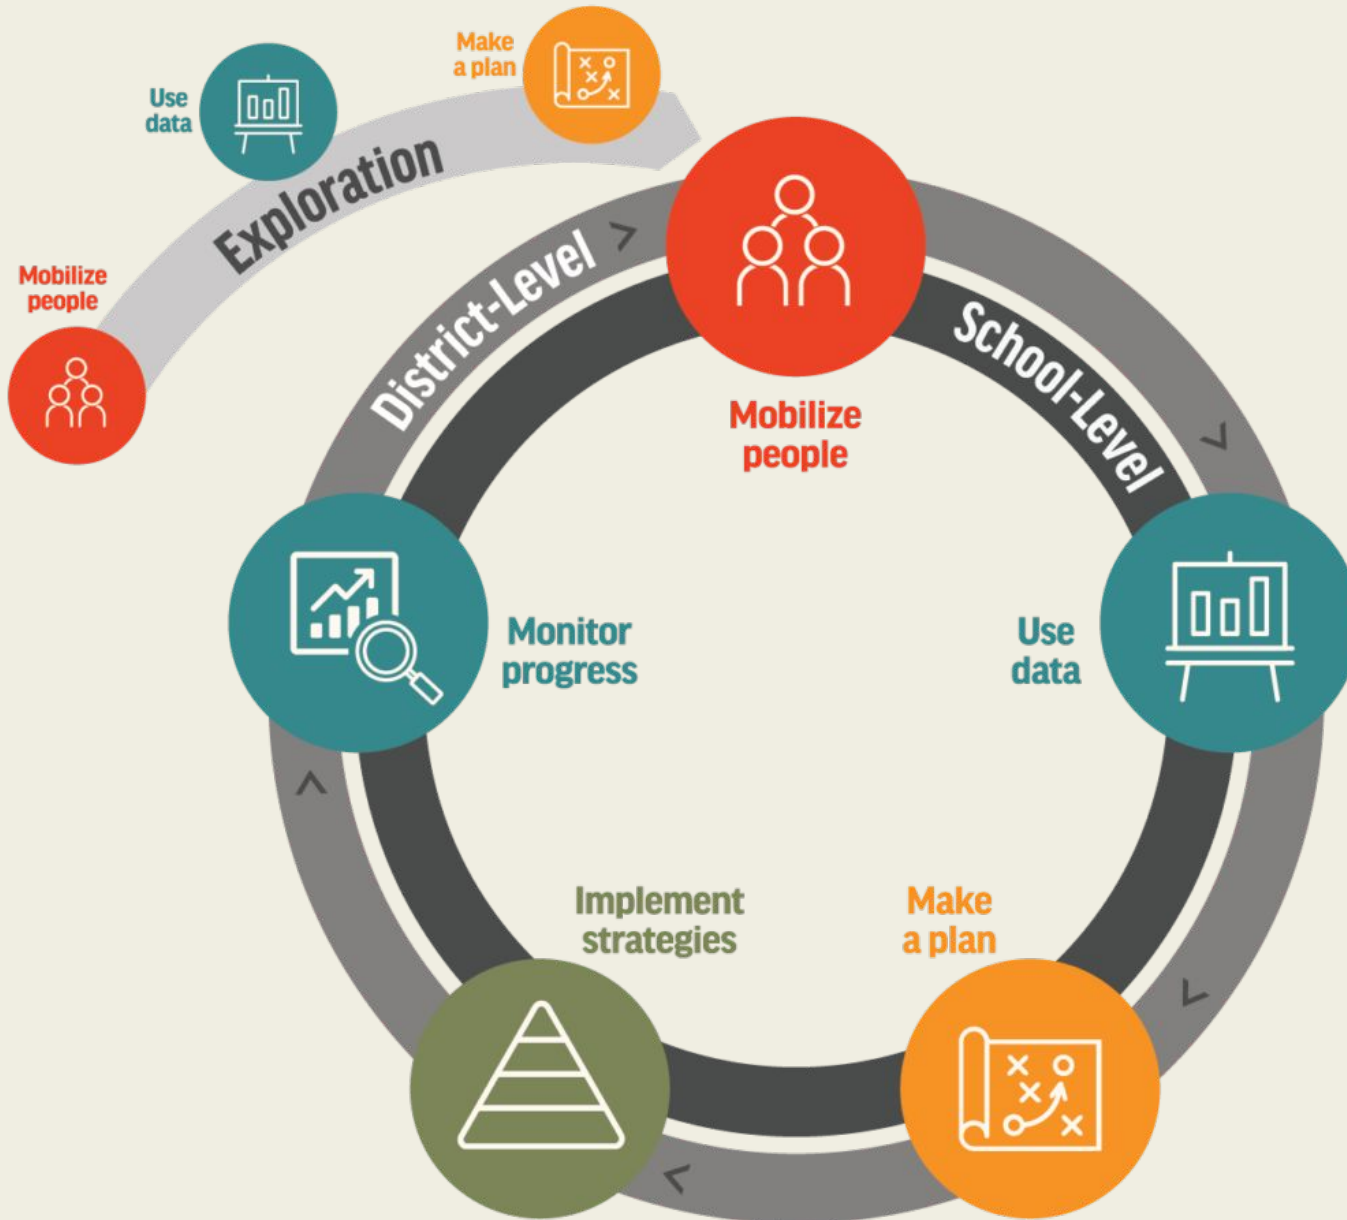 Make
a plan
Use
data
Exploration
Mobilize
people
District-Level
School-Level
Mobilize
people
Monitor
progress
Use
data
Implement
strategies
Make
a plan